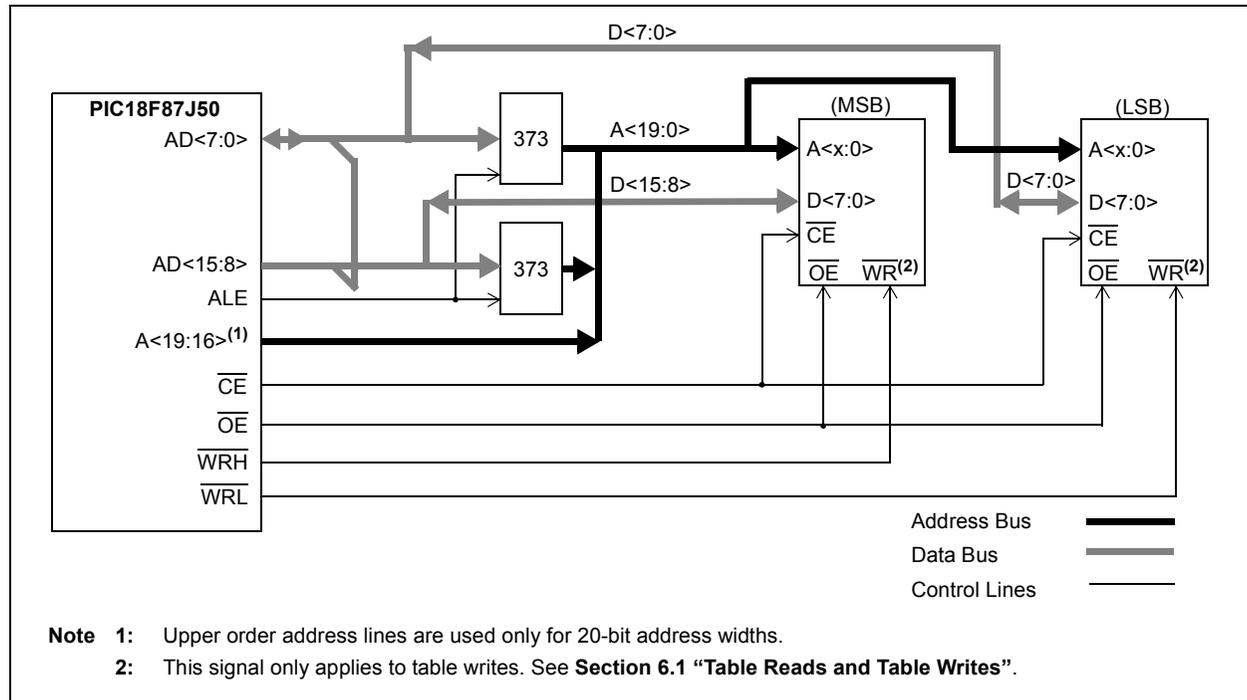 D<7:0>
PIC18F87J50
AD<7:0>
373
A<19:0>
(MSB)
A<x:0>
(LSB)
A<x:0>
D<15:8>
D<7:0>
D<7:0>
D<7:0>
CE
CE
AD<15:8>
373
OE WR(2)
OE WR(2)
ALE
A<19:16>(1)
CE
OE
WRH
WRL
Address Bus
Data Bus
Control Lines
Note 1: Upper order address lines are used only for 20-bit address widths.
2: This signal only applies to table writes. See Section 6.1 “Table Reads and Table Writes”.